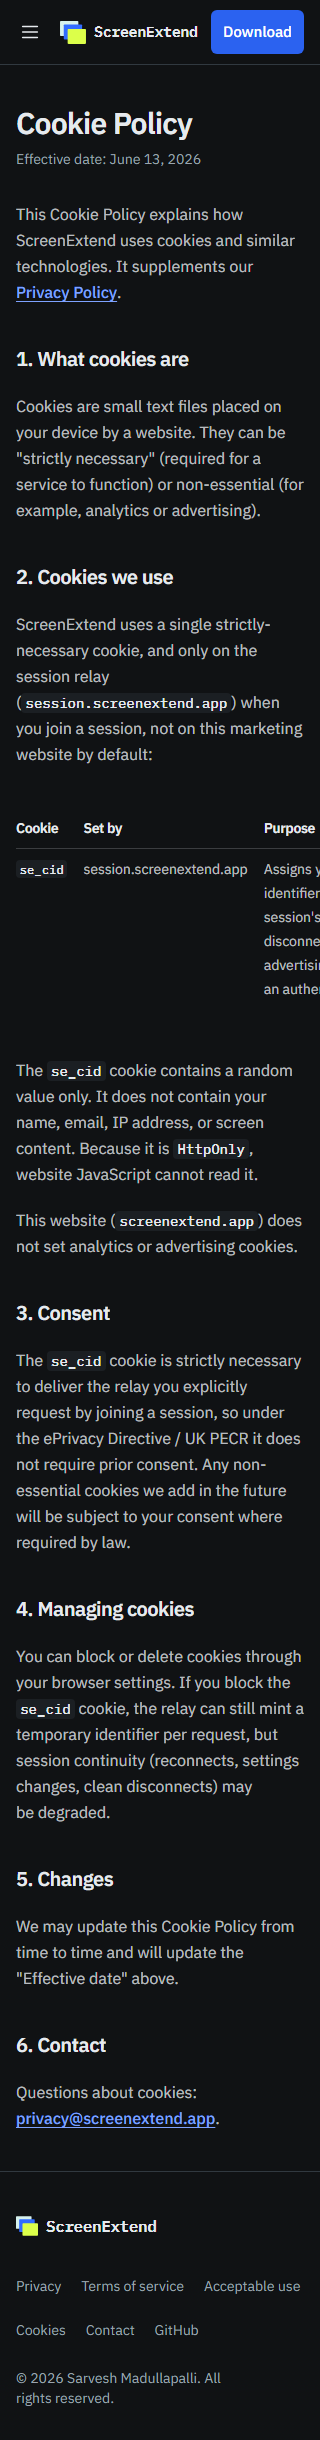 ScreenExtend
Download
Cookie Policy
Effective date: June 13, 2026
This Cookie Policy explains how
ScreenExtend uses cookies and similar
technologies. It supplements our
Privacy Policy.
1. What cookies are
Cookies are small text files placed on
your device by a website. They can be
"strictly necessary" (required for a
service to function) or non-essential (for
example, analytics or advertising).
2. Cookies we use
ScreenExtend uses a single strictly-
necessary cookie, and only on the
session relay
(session.screenextend.app) when
you join a session, not on this marketing
website by default:
Cookie Set by Purpose
se_cid session.screenextend.app Assigns y
identifier
session's
disconne
advertisi
an authe
The se_cid cookie contains a random
value only. It does not contain your
name, email, IP address, or screen
content. Because it is HttpOnly,
website JavaScript cannot read it.
This website (screenextend.app) does
not set analytics or advertising cookies.
3. Consent
The se_cid cookie is strictly necessary
to deliver the relay you explicitly
request by joining a session, so under
the ePrivacy Directive / UK PECR it does
not require prior consent. Any non-
essential cookies we add in the future
will be subject to your consent where
required by law.
4. Managing cookies
You can block or delete cookies through
your browser settings. If you block the
se_cid cookie, the relay can still mint a
temporary identifier per request, but
session continuity (reconnects, settings
changes, clean disconnects) may
be degraded.
5. Changes
We may update this Cookie Policy from
time to time and will update the
"Effective date" above.
6. Contact
Questions about cookies:
privacy@screenextend.app.
ScreenExtend
Privacy Terms of service Acceptable use
Cookies Contact GitHub
© 2026 Sarvesh Madullapalli. All
rights reserved.